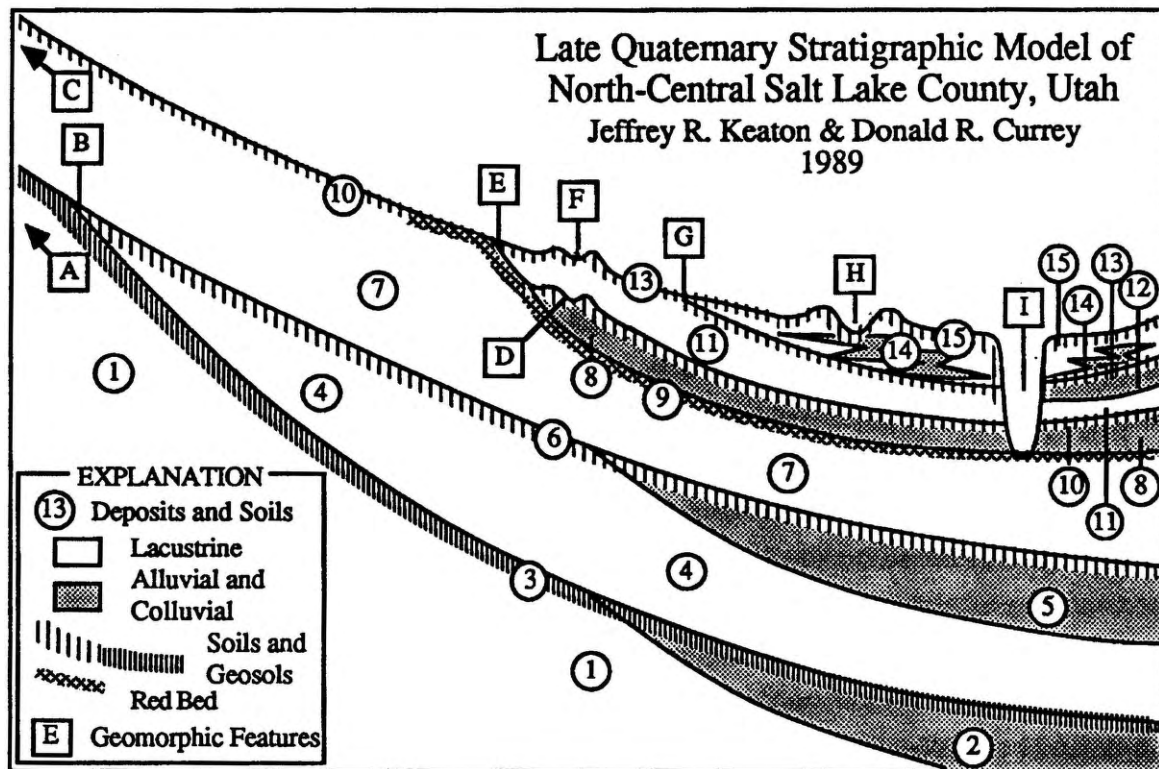 Late Quaternary Stratigraphic Model of
North-Central Salt Lake County, Utah
Jeffrey R. Keaton & Donald R. Currey
1989
C
B
A
10
E
F
G
H
I
15
13
14
12
13
7
1
4
D
8
9
11
14
15
6
7
10
11
8
4
3
5
1
2
EXPLANATION
13 Deposits and Soils
Lacustrine
Alluvial and
Colluvial
Soils and
Geosols
Red Bed
E Geomorphic Features